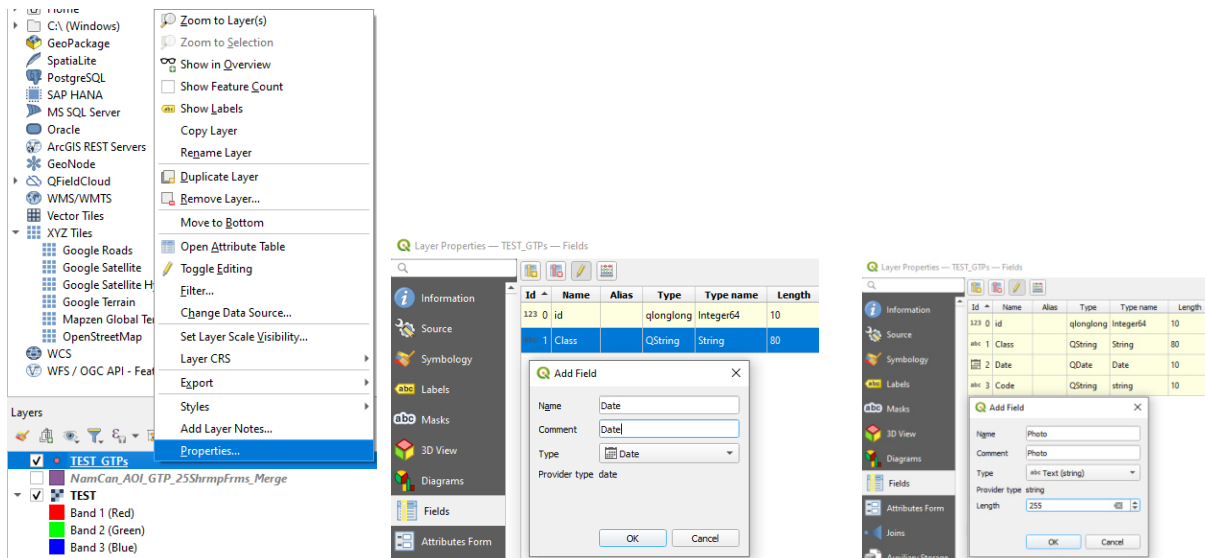 Home
C:\ (Windows)
GeoPackage
SpatiaLite
PostgreSQL
SAP HANA
MS SQL Server
Oracle
ArcGIS REST Servers
GeoNode
QFieldCloud
WMS/WMTS
Vector Tiles
XYZ Tiles
Google Roads
Google Satellite
Google Satellite Hy
Google Terrain
Mapzen Global Ter
OpenStreetMap
WCS
WFS / OGC API - Feat
Layers
TEST_GTPs
NamCan_AOI_GTP_25ShrmpFrms_Merge
TEST
Band 1 (Red)
Band 2 (Green)
Band 3 (Blue)
Zoom to Layer(s)
Zoom to Selection
Show in Overview
Show Feature Count
abc Show Labels
Copy Layer
Rename Layer
Duplicate Layer
Remove Layer...
Move to Bottom
Open Attribute Table
Toggle Editing
Filter...
Change Data Source...
Set Layer Scale Visibility...
Layer CRS
Export
Styles
Add Layer Notes...
Properties...
Layer Properties — TEST_GTPs — Fields
Information
Source
Symbology
abc Labels
abc Masks
3D View
Diagrams
Fields
Attributes Form
Id Name Alias Type Type name Length
123 0 id qlonglong Integer64 10
1 Class QString String 80
Add Field
Name Date
Comment Date
Type Date
Provider type date
OK Cancel
Layer Properties — TEST_GTPs — Fields
Information
Source
Symbology
abc Labels
abc Masks
3D View
Diagrams
Fields
Attributes Form
Joins
Auxiliary Storage
Id Name Alias Type Type name Length
123 0 id qlonglong Integer64 10
abc 1 Class QString String 80
2 Date QDate Date 10
abc 3 Code QString string 10
Add Field
Name Photo
Comment Photo
Type abc Text (string)
Provider type string
Length 255
OK Cancel